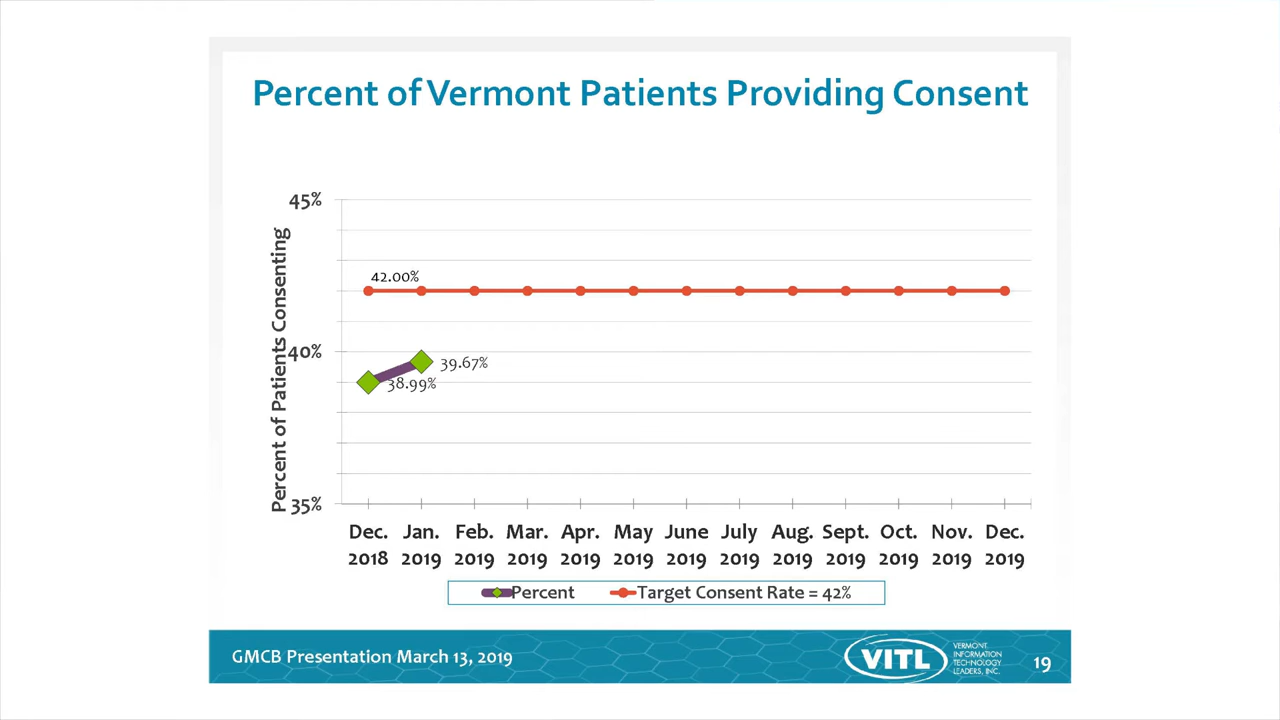 Percent of Vermont Patients Providing Consent
Percent of Patients Consenting
45%
40%
35%
42.00%
39.67%
38.99%
Dec. Jan. Feb. Mar. Apr. May June July Aug. Sept. Oct. Nov. Dec.
2018 2019 2019 2019 2019 2019 2019 2019 2019 2019 2019 2019 2019
Percent Target Consent Rate = 42%
GMCB Presentation March 13, 2019
VITL
VERMONT
INFORMATION
TECHNOLOGY
LEADERS, INC.
19